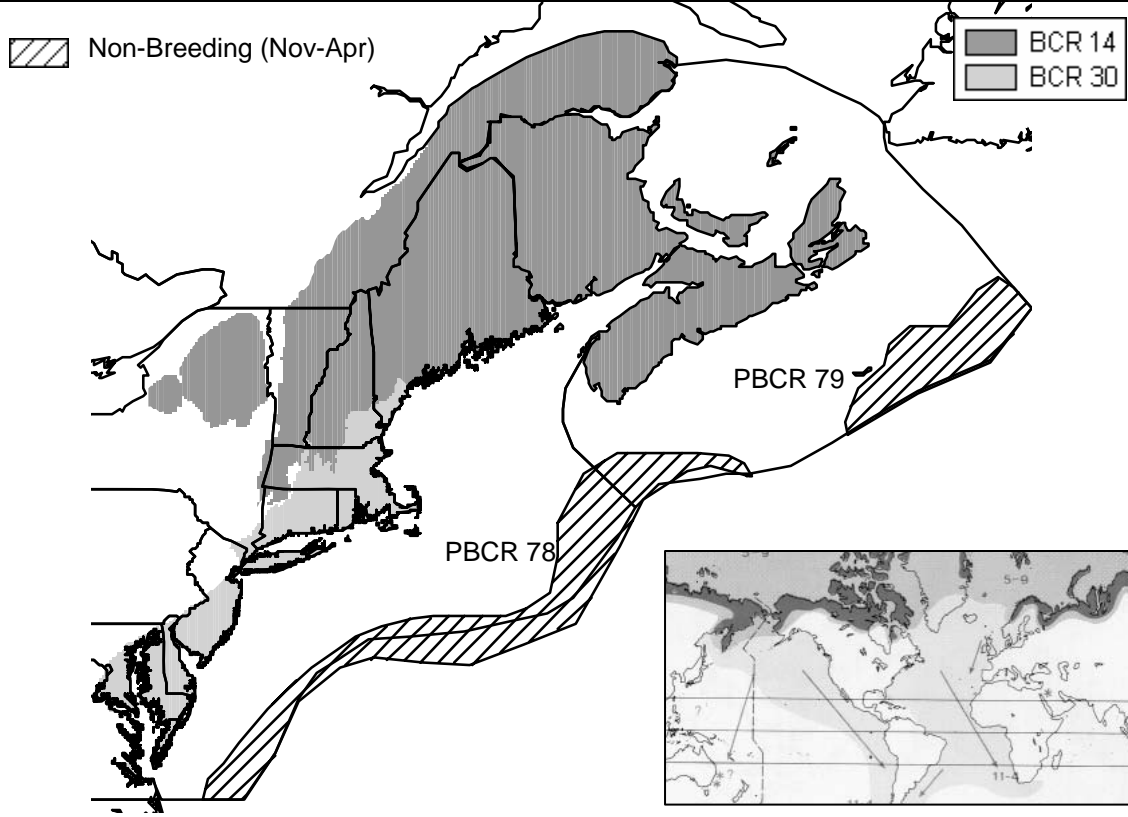 Non-Breeding (Nov-Apr)
BCR 14
BCR 30
PBCR 79
PBCR 78
5-9
?
*
* ?
*
11-4